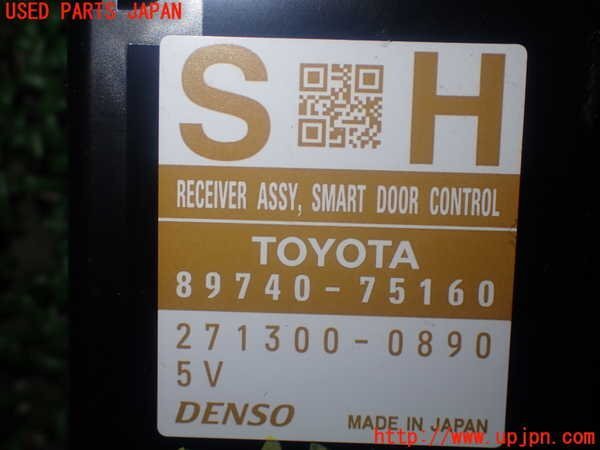 USED PARTS JAPAN
S H
RECEIVER ASSY, SMART DOOR CONTROL
TOYOTA
89740-75160
271300-0890
5V
DENSO MADE IN JAPAN
http://www.upjpn.com